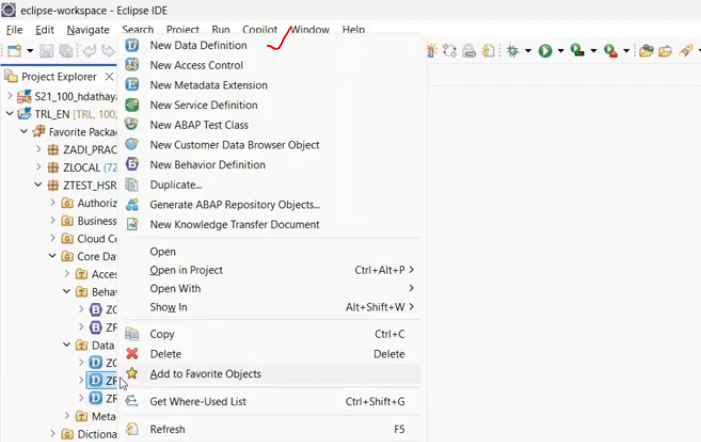 eclipse-workspace - Eclipse IDE
File Edit Navigate Search Project Run Copilot Window Help
Project Explorer
S21_100_hdathaya
TRL_EN [TRL, 100,
Favorite Packa
ZADI_PRAC
ZLOCAL (72
ZTEST_HSR
Authoriz
Business
Cloud Co
Core Da
Acces
Behav
ZC
ZR
Data
ZC
ZR
ZR
Meta
Dictiona
New Data Definition
New Access Control
New Metadata Extension
New Service Definition
New ABAP Test Class
New Customer Data Browser Object
New Behavior Definition
Duplicate...
Generate ABAP Repository Objects...
New Knowledge Transfer Document
Open
Open in Project Ctrl+Alt+P >
Open With >
Show In Alt+Shift+W >
Copy Ctrl+C
Delete Delete
Add to Favorite Objects
Get Where-Used List Ctrl+Shift+G
Refresh F5